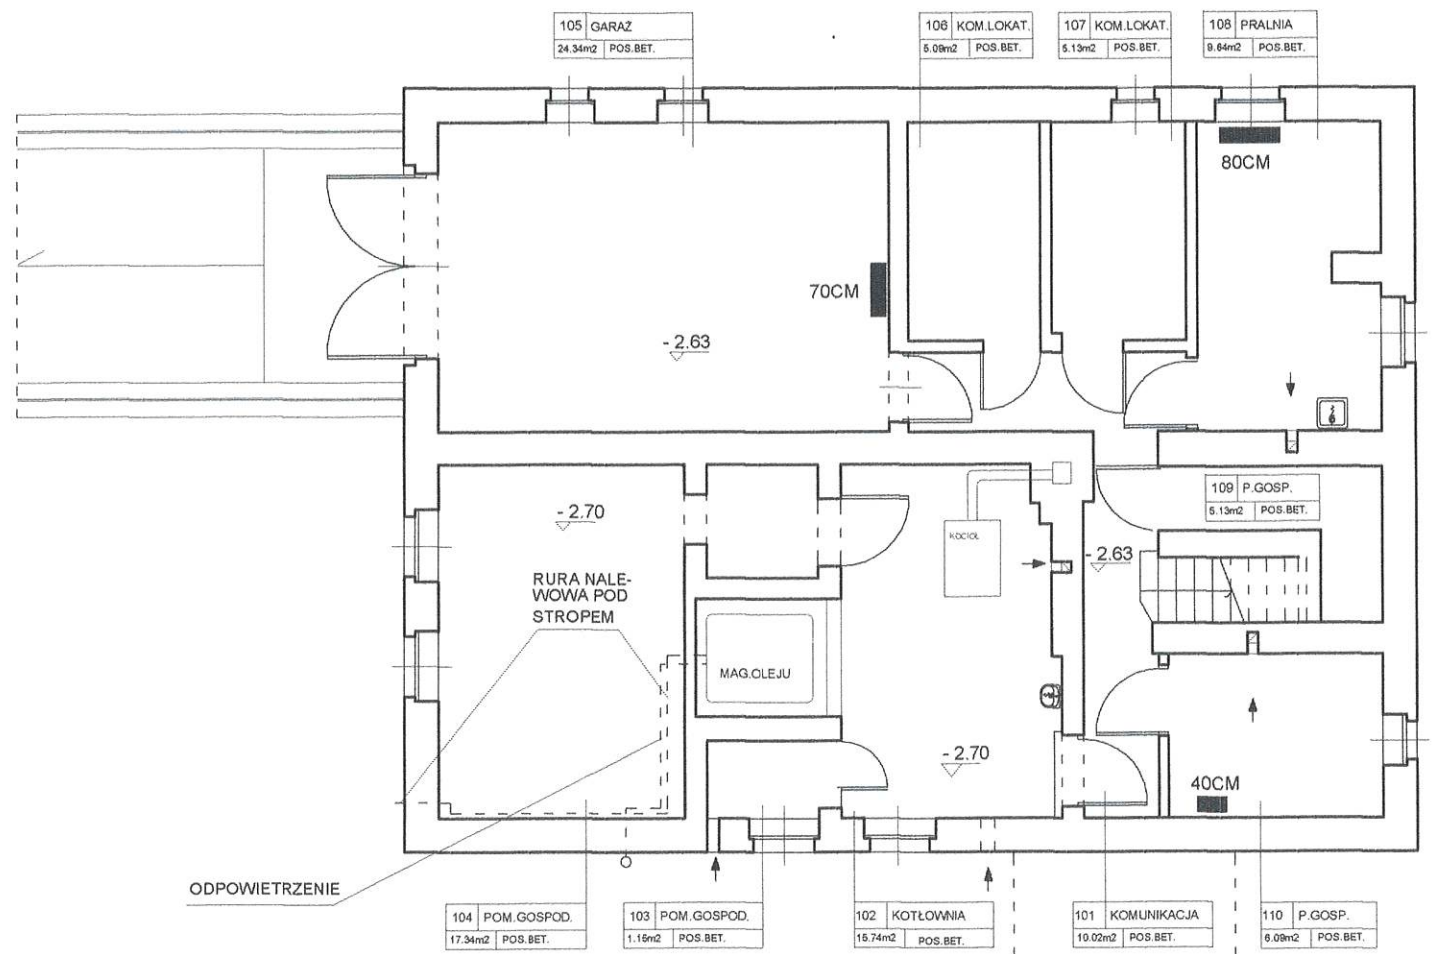 105 GARAŻ
24.34m2 POS.BET.
106 KOM.LOKAT.
5.09m2 POS.BET.
107 KOM.LOKAT.
5.13m2 POS.BET.
108 PRALNIA
9.64m2 POS.BET.
80CM
70CM
- 2.63
109 P.GOSP.
5.13m2 POS.BET.
- 2.70
KOCIOŁ
- 2.63
RURA NALE-
WOWA POD
STROPEM
MAG.OLEJU
- 2.70
40CM
ODPOWIETRZENIE
104 POM.GOSPOD.
17.34m2 POS.BET.
103 POM.GOSPOD.
1.15m2 POS.BET.
102 KOTŁOWNIA
15.74m2 POS.BET.
101 KOMUNIKACJA
10.02m2 POS.BET.
110 P.GOSP.
6.09m2 POS.BET.